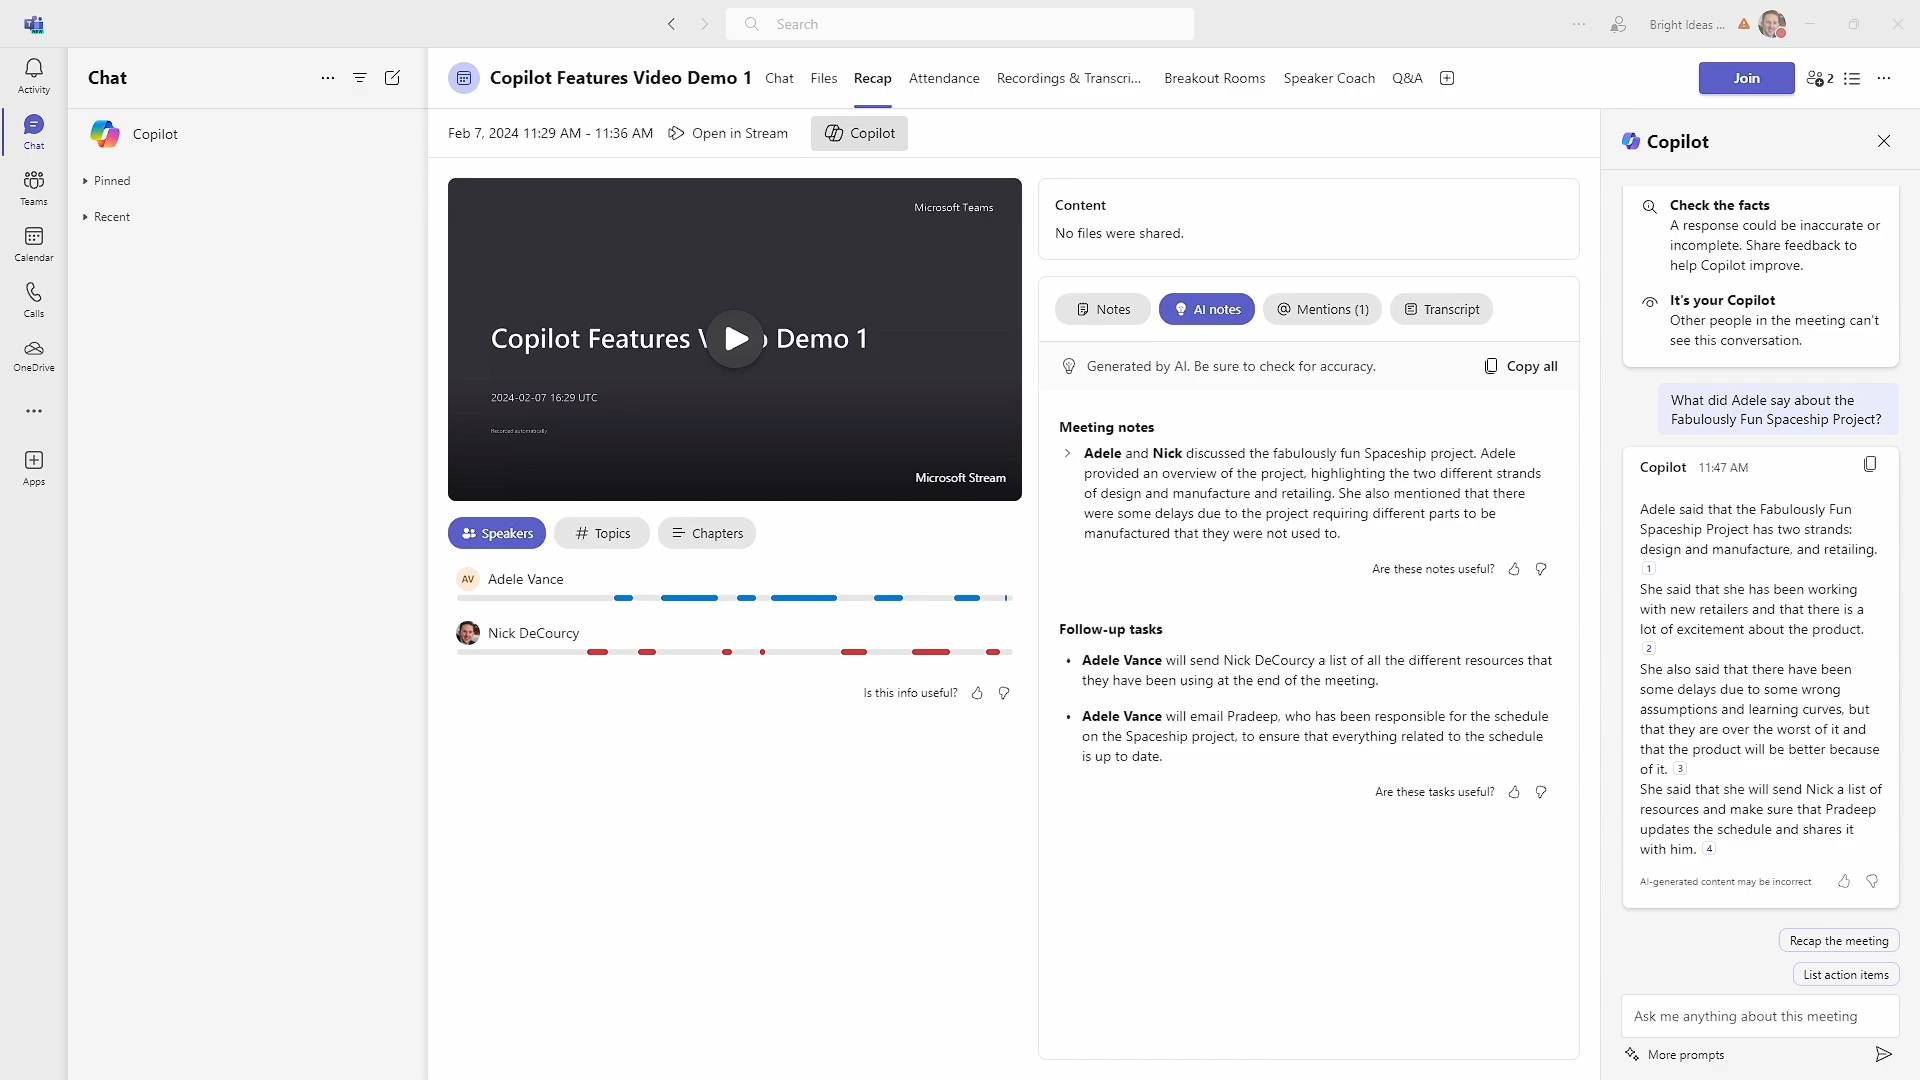 Search
Bright Ideas ...
Activity
Chat
Teams
Calendar
Calls
OneDrive
Apps
Chat
Copilot
Pinned
Recent
Copilot Features Video Demo 1
Chat
Files
Recap
Attendance
Recordings & Transcri...
Breakout Rooms
Speaker Coach
Q&A
Join
2
Feb 7, 2024 11:29 AM - 11:36 AM
Open in Stream
Copilot
Microsoft Teams
Copilot Features V o Demo 1
2024-02-07 16:29 UTC
Recorded automatically
Microsoft Stream
Speakers
Topics
Chapters
AV Adele Vance
Nick DeCourcy
Is this info useful?
Content
No files were shared.
Notes
AI notes
Mentions (1)
Transcript
Generated by AI. Be sure to check for accuracy.
Copy all
Meeting notes
Adele and Nick discussed the fabulously fun Spaceship project. Adele
provided an overview of the project, highlighting the two different strands
of design and manufacture and retailing. She also mentioned that there
were some delays due to the project requiring different parts to be
manufactured that they were not used to.
Are these notes useful?
Follow-up tasks
• Adele Vance will send Nick DeCourcy a list of all the different resources that
they have been using at the end of the meeting.
• Adele Vance will email Pradeep, who has been responsible for the schedule
on the Spaceship project, to ensure that everything related to the schedule
is up to date.
Are these tasks useful?
Copilot
Check the facts
A response could be inaccurate or
incomplete. Share feedback to
help Copilot improve.
It's your Copilot
Other people in the meeting can't
see this conversation.
What did Adele say about the
Fabulously Fun Spaceship Project?
Copilot 11:47 AM
Adele said that the Fabulously Fun
Spaceship Project has two strands:
design and manufacture, and retailing.
1
She said that she has been working
with new retailers and that there is a
lot of excitement about the product.
2
She also said that there have been
some delays due to some wrong
assumptions and learning curves, but
that they are over the worst of it and
that the product will be better because
of it. 3
She said that she will send Nick a list of
resources and make sure that Pradeep
updates the schedule and shares it
with him. 4
AI-generated content may be incorrect
Recap the meeting
List action items
Ask me anything about this meeting
More prompts